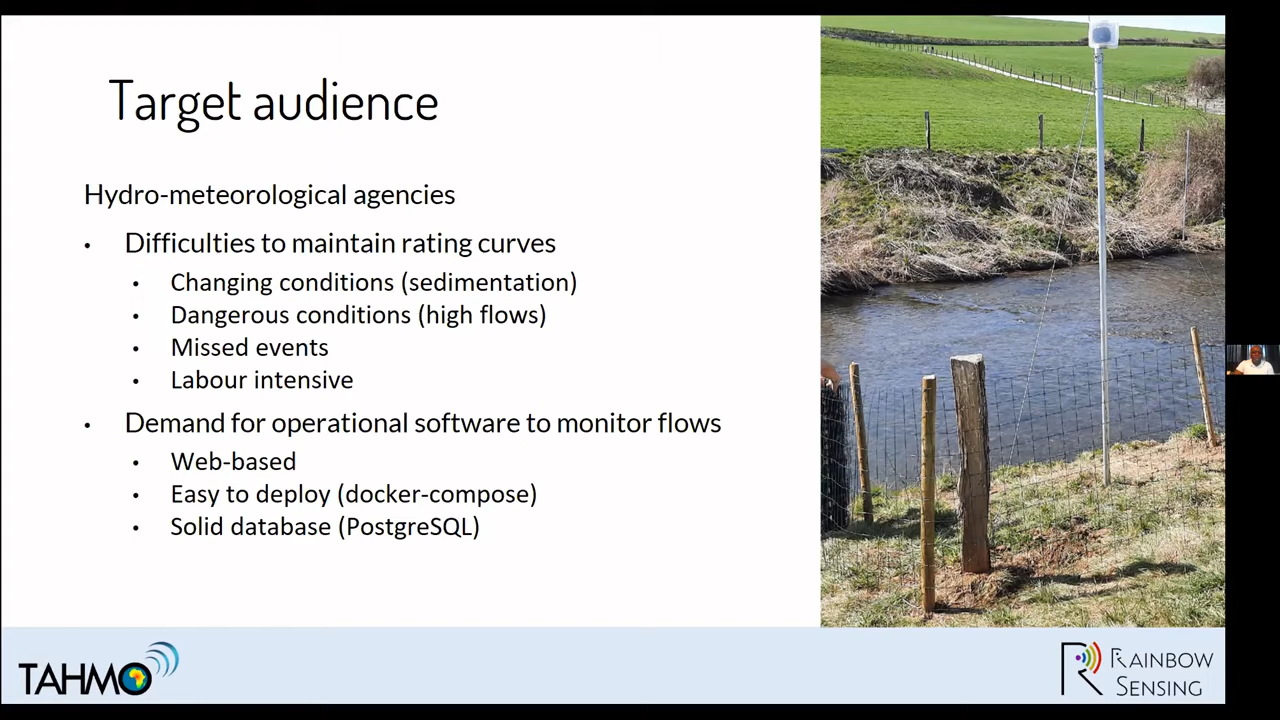 Target audience
Hydro-meteorological agencies
• Difficulties to maintain rating curves
• Changing conditions (sedimentation)
• Dangerous conditions (high flows)
• Missed events
• Labour intensive
• Demand for operational software to monitor flows
• Web-based
• Easy to deploy (docker-compose)
• Solid database (PostgreSQL)
TAHMO
RAINBOW
SENSING